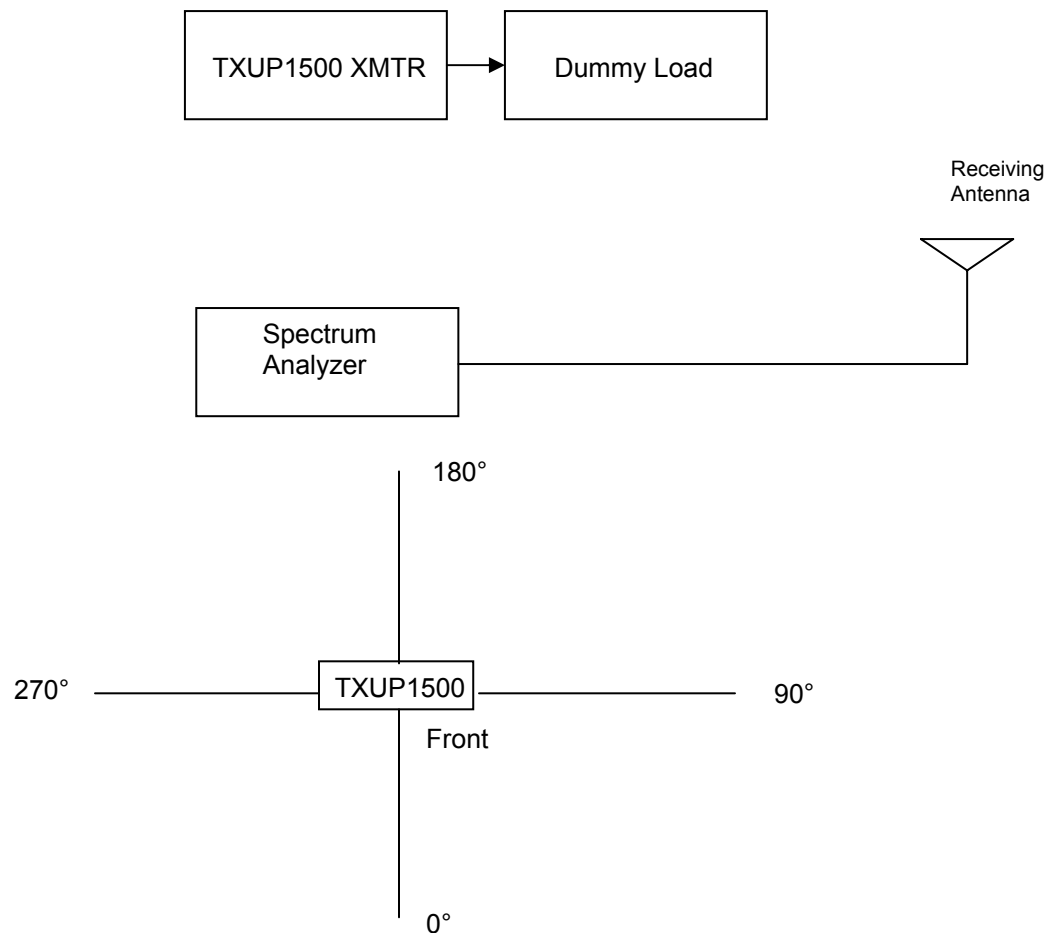 TXUP1500 XMTR
Dummy Load
Receiving
Antenna
Spectrum
Analyzer
180°
270°
TXUP1500
90°
Front
0°